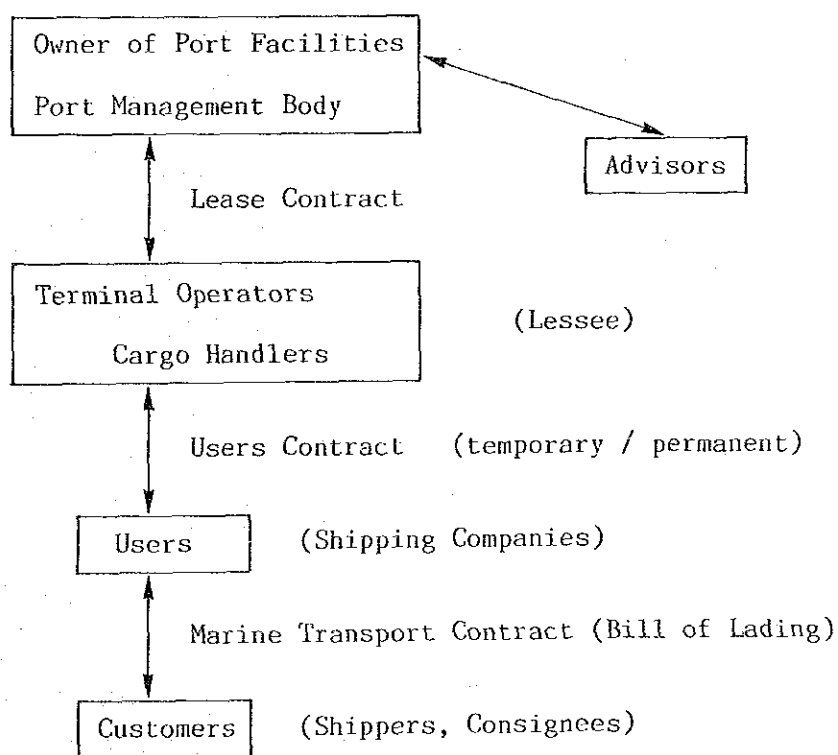 Owner of Port Facilities
Port Management Body
Advisors
Lease Contract
Terminal Operators
Cargo Handlers
(Lessee)
Users Contract (temporary / permanent)
Users (Shipping Companies)
Marine Transport Contract (Bill of Lading)
Customers (Shippers, Consignees)